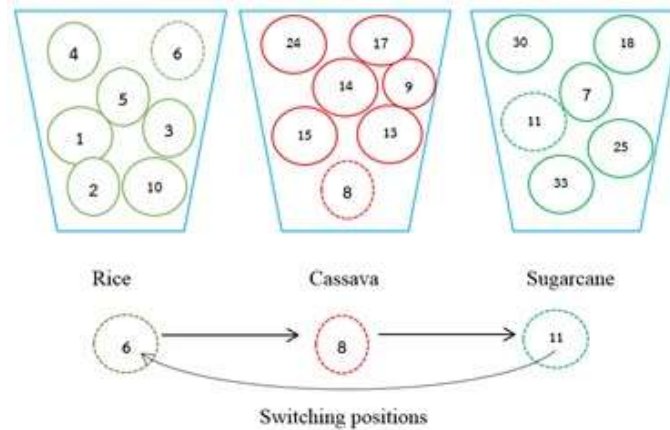 4 6 24 17 30 18
5 14 9 7
1 3 15 13 11 25
2 10 8 33
Rice Cassava Sugarcane
6 8 11
Switching positions